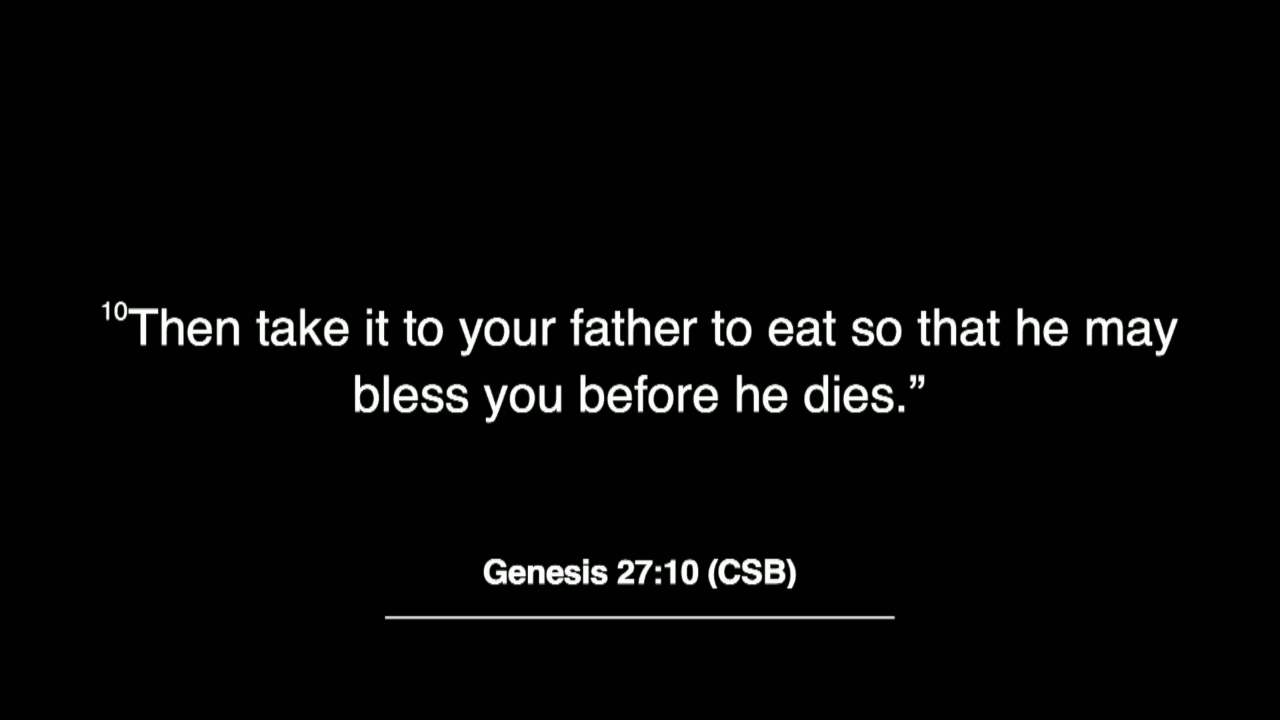 10Then take it to your father to eat so that he may
bless you before he dies.”
Genesis 27:10 (CSB)